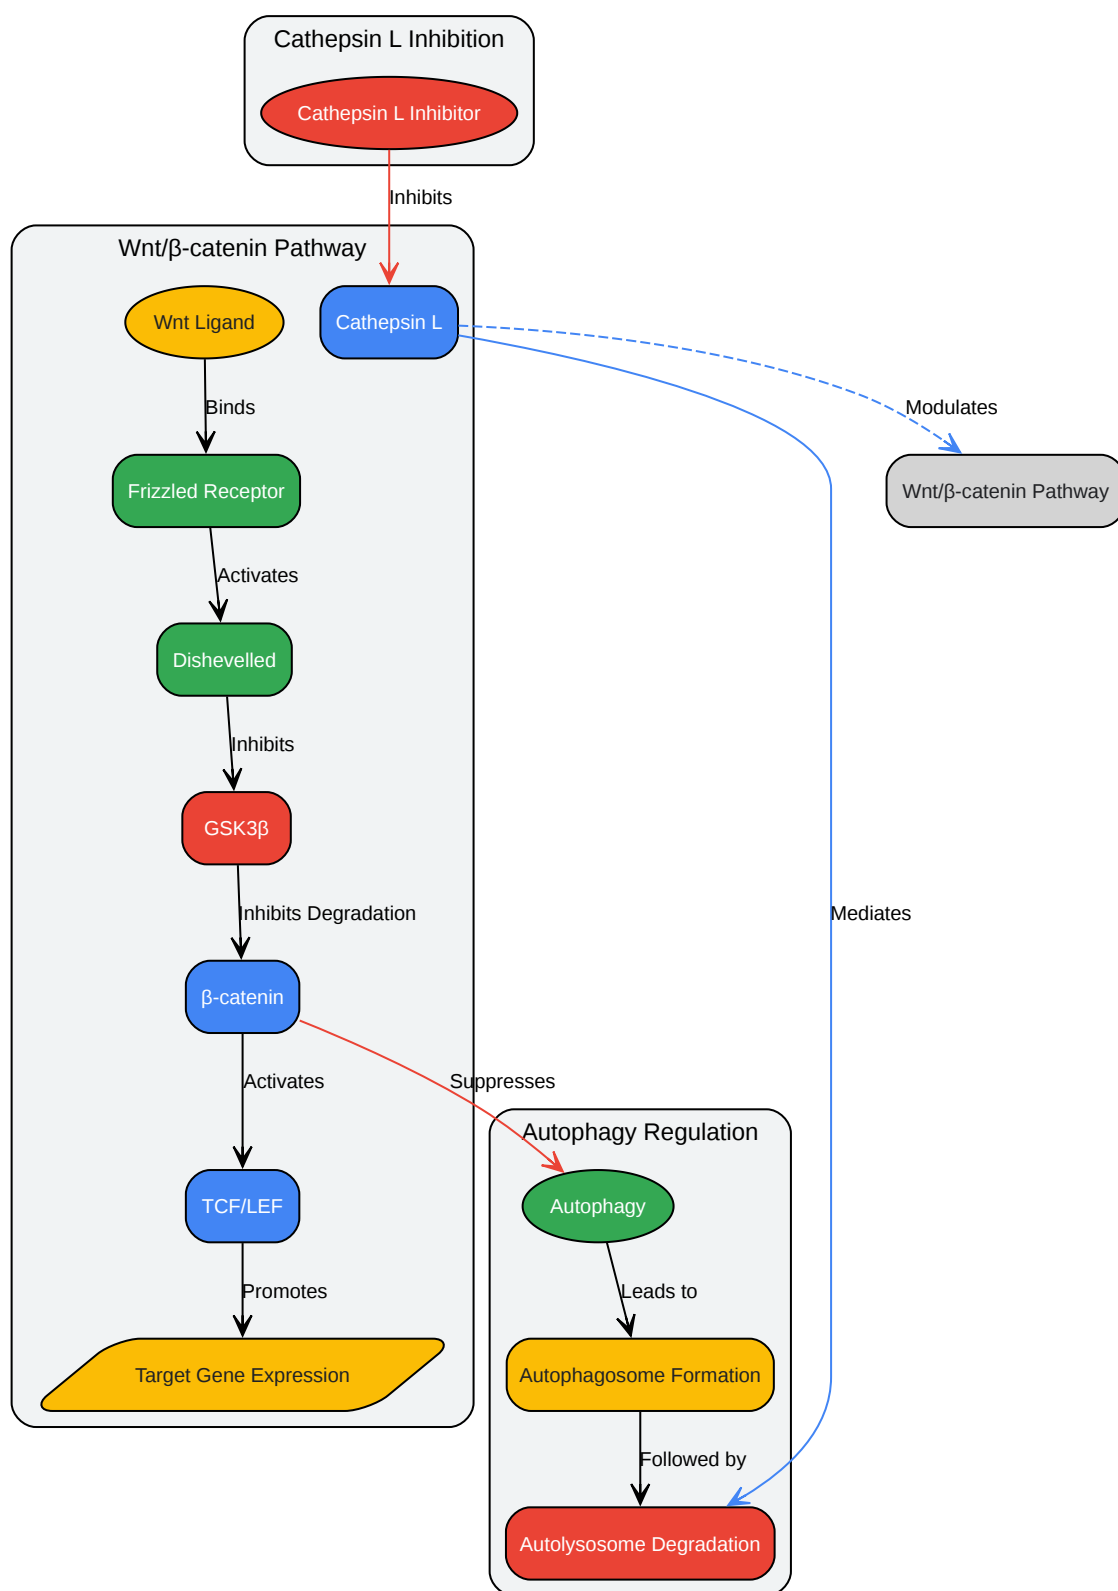 Cathepsin L Inhibition
Cathepsin L Inhibitor
Inhibits
Wnt/β-catenin Pathway
Wnt Ligand
Cathepsin L
Binds
Modulates
Frizzled Receptor
Wnt/β-catenin Pathway
Activates
Dishevelled
Inhibits
GSK3β
Inhibits Degradation
Mediates
β-catenin
Activates
Suppresses
Autophagy Regulation
TCF/LEF
Autophagy
Promotes
Leads to
Target Gene Expression
Autophagosome Formation
Followed by
Autolysosome Degradation